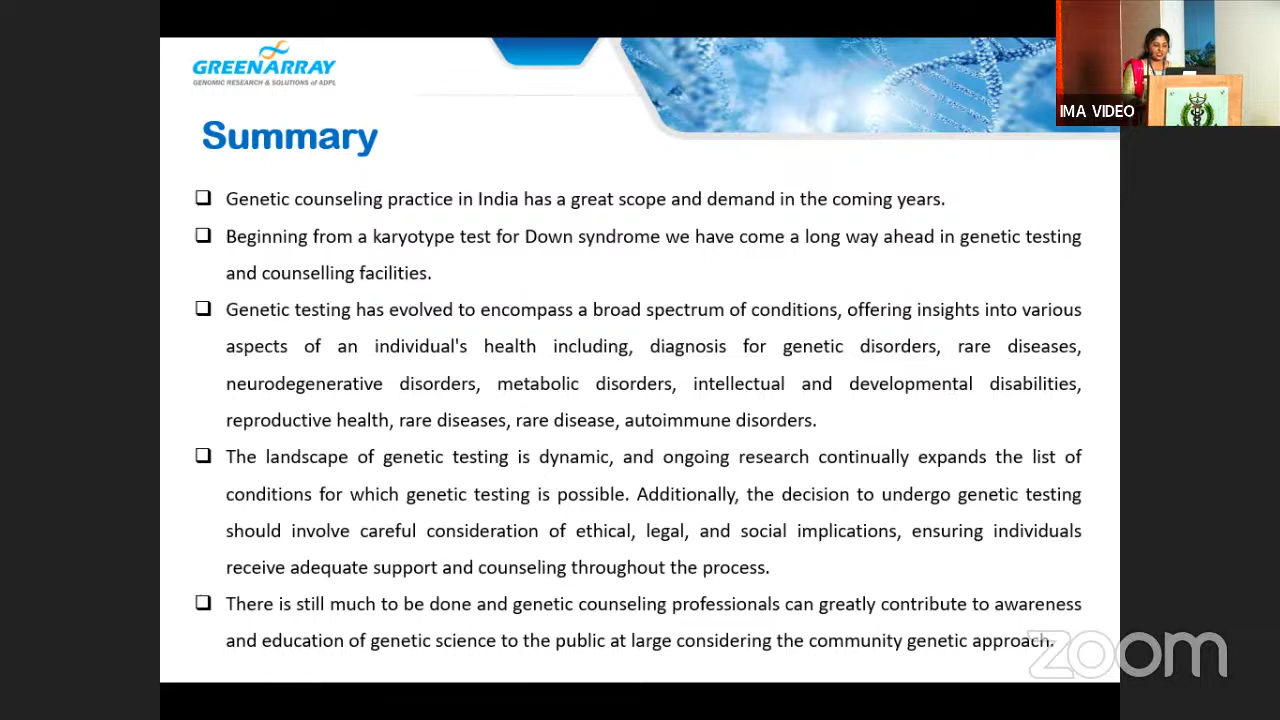 GREENARRAY
GENOMIC RESEARCH & SOLUTIONS of ADPL
IMA VIDEO
Summary
❑ Genetic counseling practice in India has a great scope and demand in the coming years.
❑ Beginning from a karyotype test for Down syndrome we have come a long way ahead in genetic testing
and counselling facilities.
❑ Genetic testing has evolved to encompass a broad spectrum of conditions, offering insights into various
aspects of an individual's health including, diagnosis for genetic disorders, rare diseases,
neurodegenerative disorders, metabolic disorders, intellectual and developmental disabilities,
reproductive health, rare diseases, rare disease, autoimmune disorders.
❑ The landscape of genetic testing is dynamic, and ongoing research continually expands the list of
conditions for which genetic testing is possible. Additionally, the decision to undergo genetic testing
should involve careful consideration of ethical, legal, and social implications, ensuring individuals
receive adequate support and counseling throughout the process.
❑ There is still much to be done and genetic counseling professionals can greatly contribute to awareness
and education of genetic science to the public at large considering the community genetic approach.
zoom